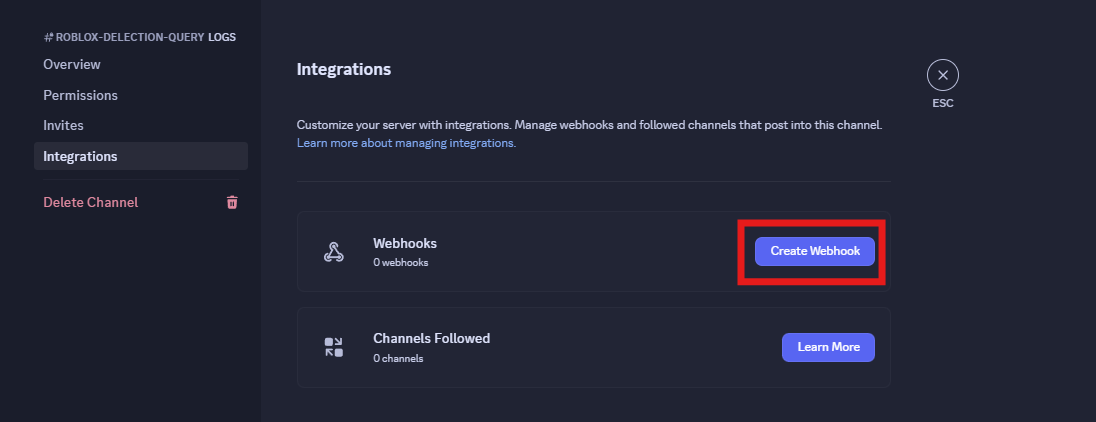 #ROBLOX-DELECTION-QUERY LOGS
Overview
Permissions
Invites
Integrations
Delete Channel
Integrations
ESC
Customize your server with integrations. Manage webhooks and followed channels that post into this channel.
Learn more about managing integrations.
Webhooks
0 webhooks
Create Webhook
Channels Followed
0 channels
Learn More